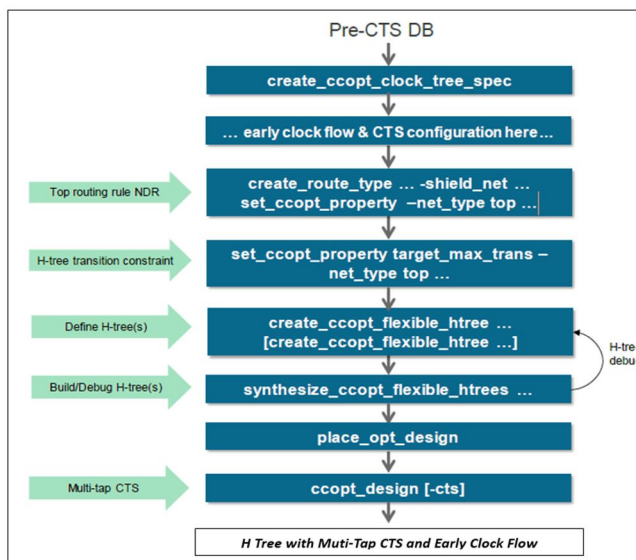 Pre-CTS DB
create_ccopt_clock_tree_spec
... early clock flow & CTS configuration here...
Top routing rule NDR
create_route_type ... -shield_net ...
set_ccopt_property –net_type top ...
H-tree transition constraint
set_ccopt_property target_max_trans –
net_type top ...
Define H-tree(s)
create_ccopt_flexible_htree ...
[create_ccopt_flexible_htree ...]
H-tre
debu
Build/Debug H-tree(s)
synthesize_ccopt_flexible_htrees ...
place_opt_design
Multi-tap CTS
ccopt_design [-cts]
H Tree with Muti-Tap CTS and Early Clock Flow